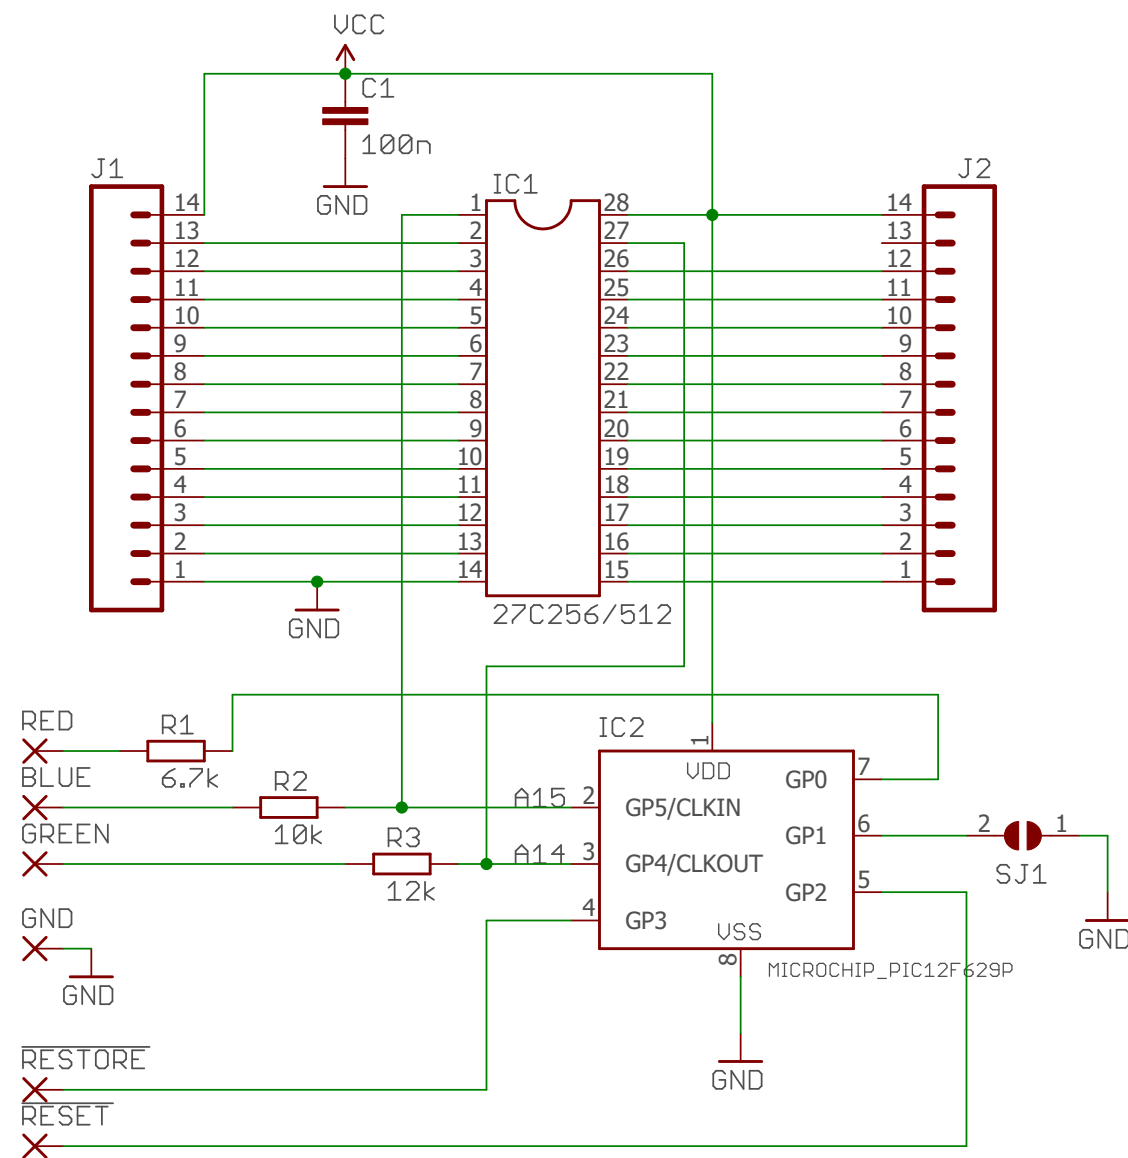 VCC
C1
100n
GND
J1
IC1
J2
14 1 28 14
13 2 27 13
12 3 26 12
11 4 25 11
10 5 24 10
9 6 23 9
8 7 22 8
7 8 21 7
6 9 20 6
5 10 19 5
4 11 18 4
3 12 17 3
2 13 16 2
1 14 15 1
GND
27C256/512
RED
R1
6.7k
BLUE
R2
10k
GREEN
R3
12k
IC2
1
VDD
A15 2 GP5/CLKIN
A14 3 GP4/CLKOUT
4 GP3
GP0 7
GP1 6
GP2 5
2 1
SJ1
GND
VSS
8
MICROCHIP_PIC12F629P
GND
GND
GND
RESTORE
RESET